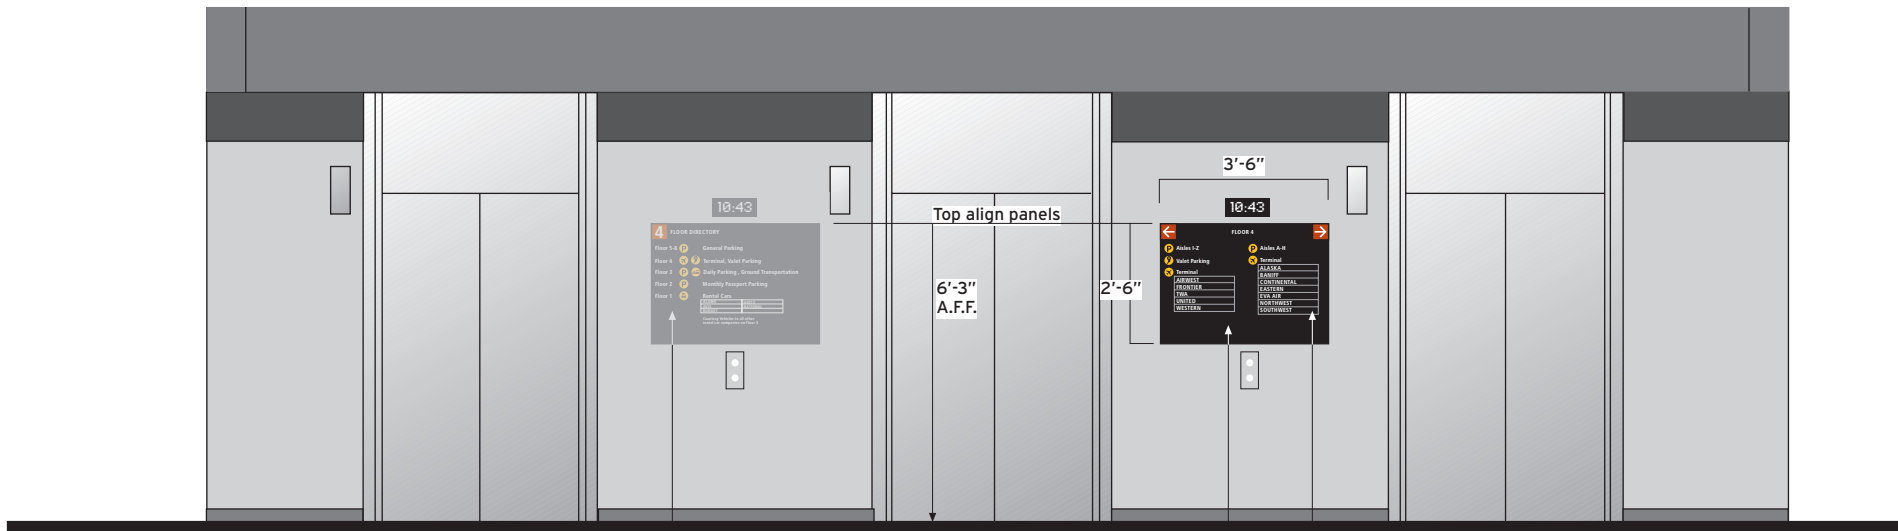 3'-6"
10:43
10:43
Top align panels
4 FLOOR DIRECTORY
Floor 5-8 P General Parking
Floor 4 Terminal, Valet Parking
Floor 3 P Daily Parking , Ground Transportation
Floor 2 P Monthly Passport Parking
Floor 1 Rental Cars
6'-3"
A.F.F.
2'-6"
FLOOR 4
P Aisles I-Z
Valet Parking
Terminal
AIRWEST
FRONTIER
TWA
UNITED
WESTERN
P Aisles A-H
Terminal
ALASKA
BANIFF
CONTINENTAL
EASTERN
EVA AIR
NORTHWEST
SOUTHWEST